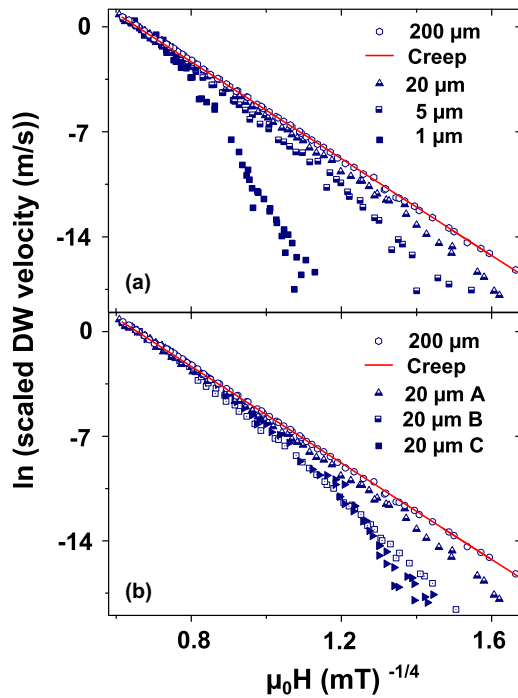 0
-7
-14
200 µm
Creep
20 µm
5 µm
1 µm
(a)
ln (scaled DW velocity (m/s))
0
-7
-14
200 µm
Creep
20 µm A
20 µm B
20 µm C
(b)
0.8
1.2
1.6
µ₀H (mT) ⁻¹/⁴